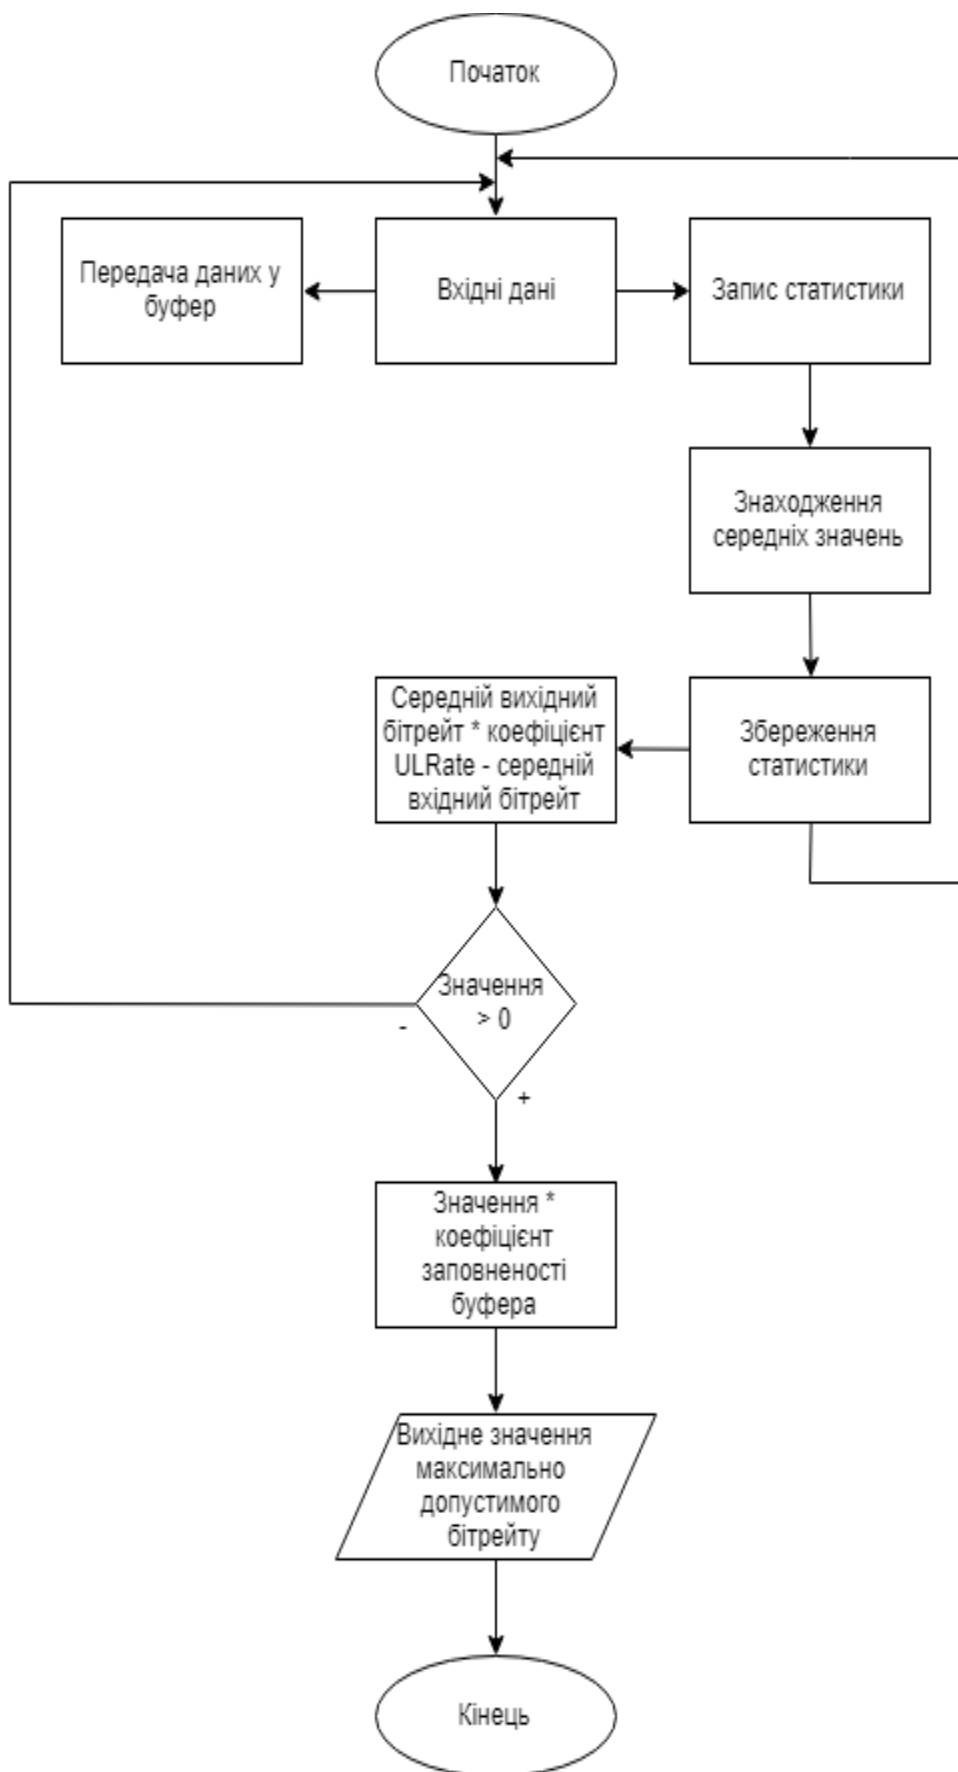 Початок
Передача даних у
буфер
Вхідні дані
Запис статистики
Знаходження
середніх значень
Середній вихідний
бітрейт * коефіцієнт
ULRate - середній
вхідний бітрейт
Збереження
статистики
Значення
> 0
-
+
Значення *
коефіцієнт
заповненості
буфера
Вихідне значення
максимально
допустимого
бітрейту
Кінець